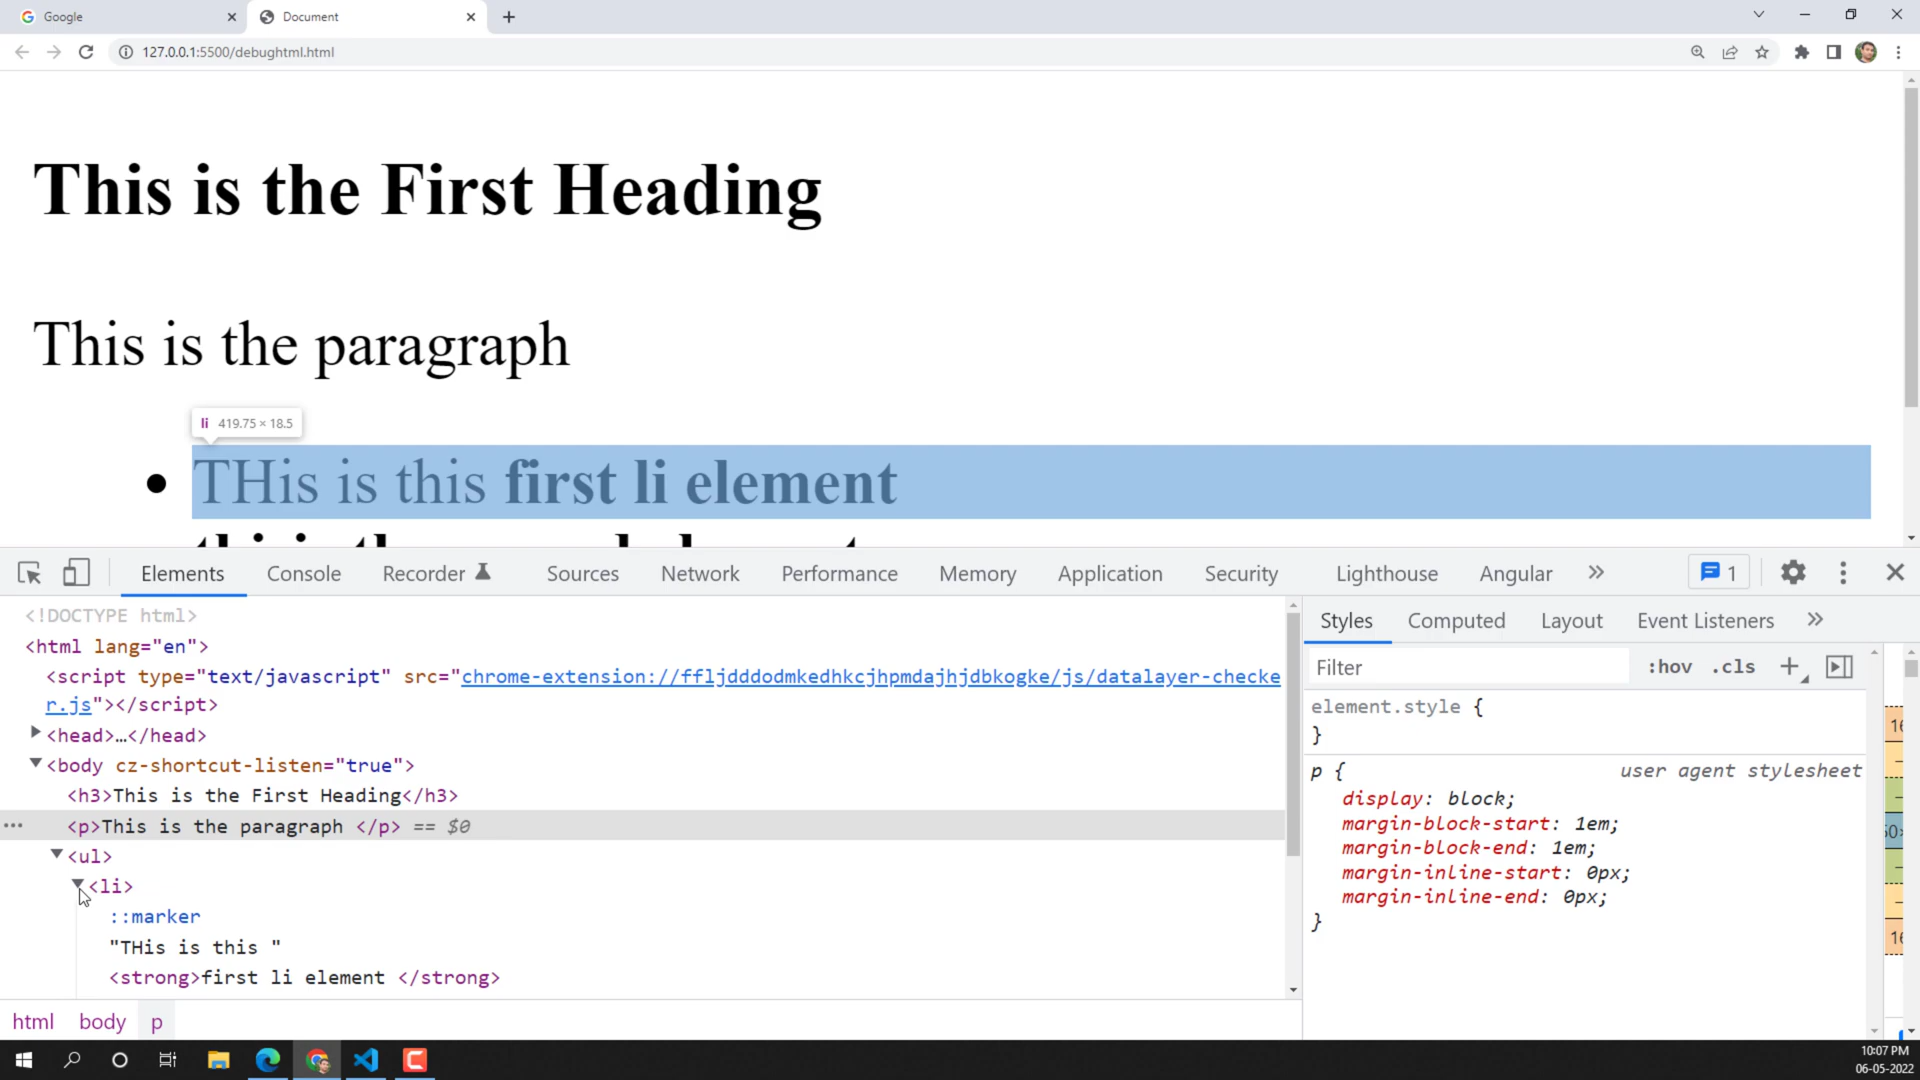 Google
Document
127.0.0.1:5500/debughtml.html
This is the First Heading
This is the paragraph
li 419.75 × 18.5
THis is this first li element
Elements Console Recorder Sources Network Performance Memory Application Security Lighthouse Angular 1
<!DOCTYPE html>
<html lang="en">
<script type="text/javascript" src="chrome-extension://ffljdddodmkedhkcjhpmdajhjdbkogke/js/datalayer-checke
r.js"></script>
<head>…</head>
<body cz-shortcut-listen="true">
<h3>This is the First Heading</h3>
<p>This is the paragraph </p> == $0
<ul>
<li>
::marker
"THis is this "
<strong>first li element </strong>
html body p
Styles Computed Layout Event Listeners
Filter :hov .cls
element.style {
}
p { user agent stylesheet
display: block;
margin-block-start: 1em;
margin-block-end: 1em;
margin-inline-start: 0px;
margin-inline-end: 0px;
}
10:07 PM
06-05-2022